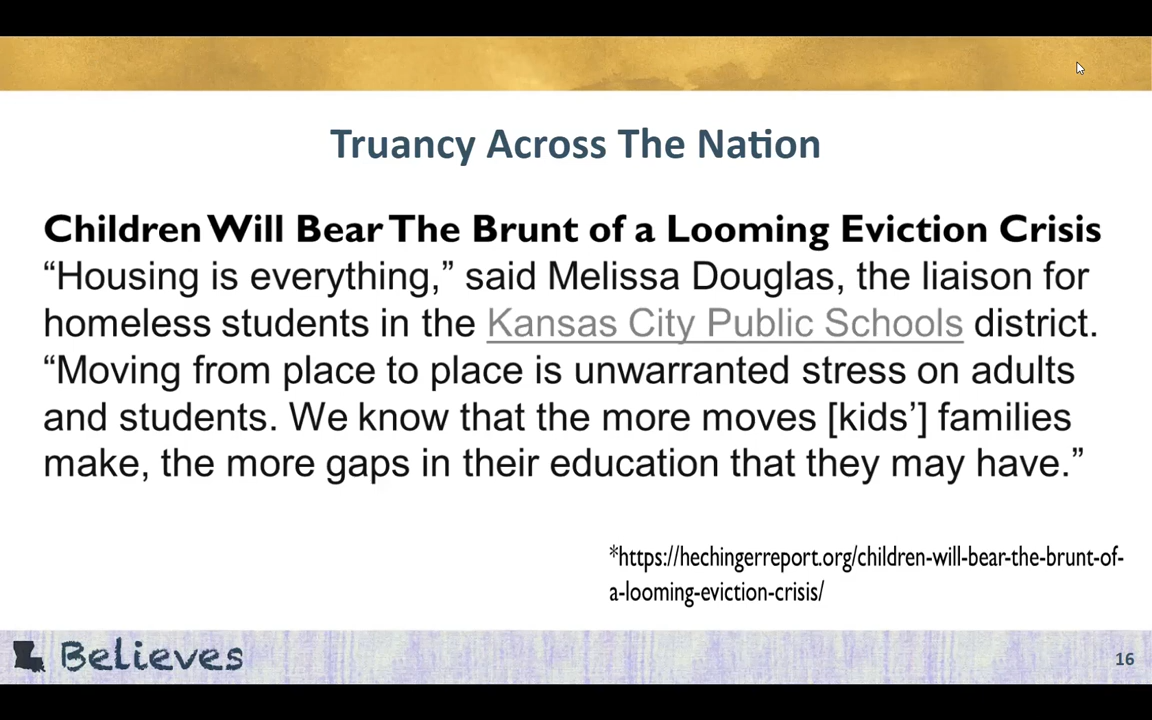 Truancy Across The Nation
Children Will Bear The Brunt of a Looming Eviction Crisis
“Housing is everything,” said Melissa Douglas, the liaison for
homeless students in the Kansas City Public Schools district.
“Moving from place to place is unwarranted stress on adults
and students. We know that the more moves [kids’] families
make, the more gaps in their education that they may have.”
*https://hechingerreport.org/children-will-bear-the-brunt-of-
a-looming-eviction-crisis/
Believes
16